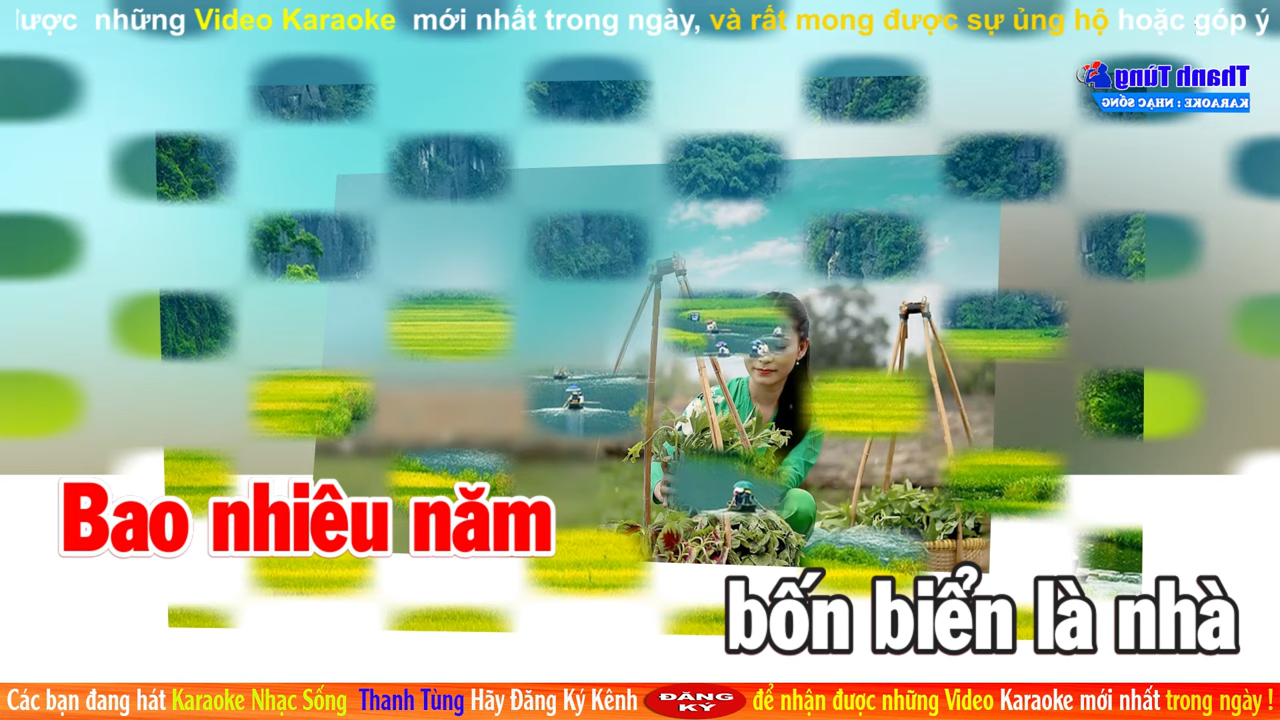 được những Video Karaoke mới nhất trong ngày, và rất mong được sự ủng hộ hoặc góp ý
Thanh Tùng
KARAOKE : NHẠC SỐNG
Bao nhiêu năm
bốn biển là nhà
Các bạn đang hát Karaoke Nhạc Sống Thanh Tùng Hãy Đăng Ký Kênh ĐĂNG KÝ để nhận được những Video Karaoke mới nhất trong ngày !